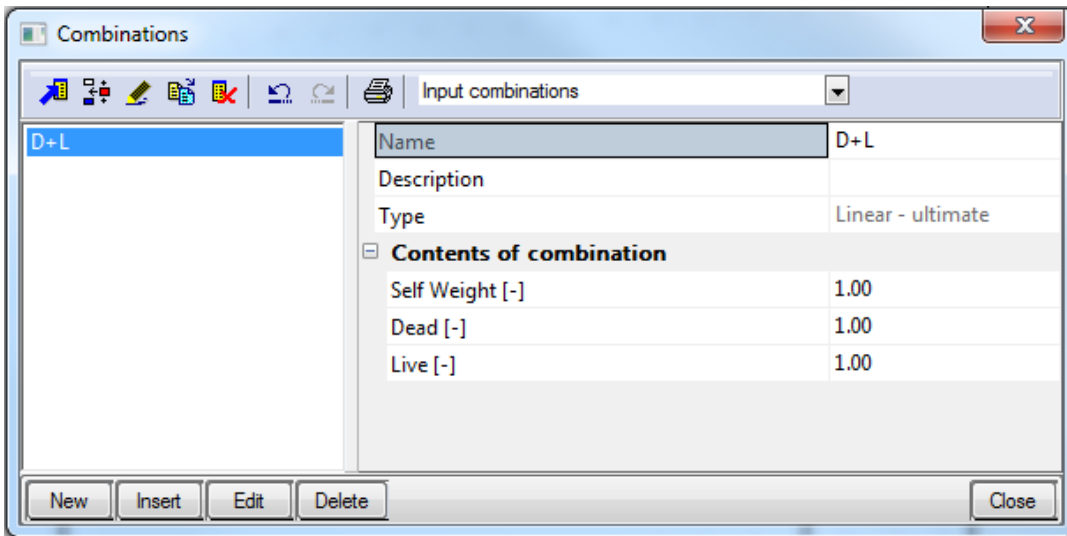 Combinations
Input combinations
D+L
Name D+L
Description
Type Linear - ultimate
Contents of combination
Self Weight [-] 1.00
Dead [-] 1.00
Live [-] 1.00
New Insert Edit Delete Close